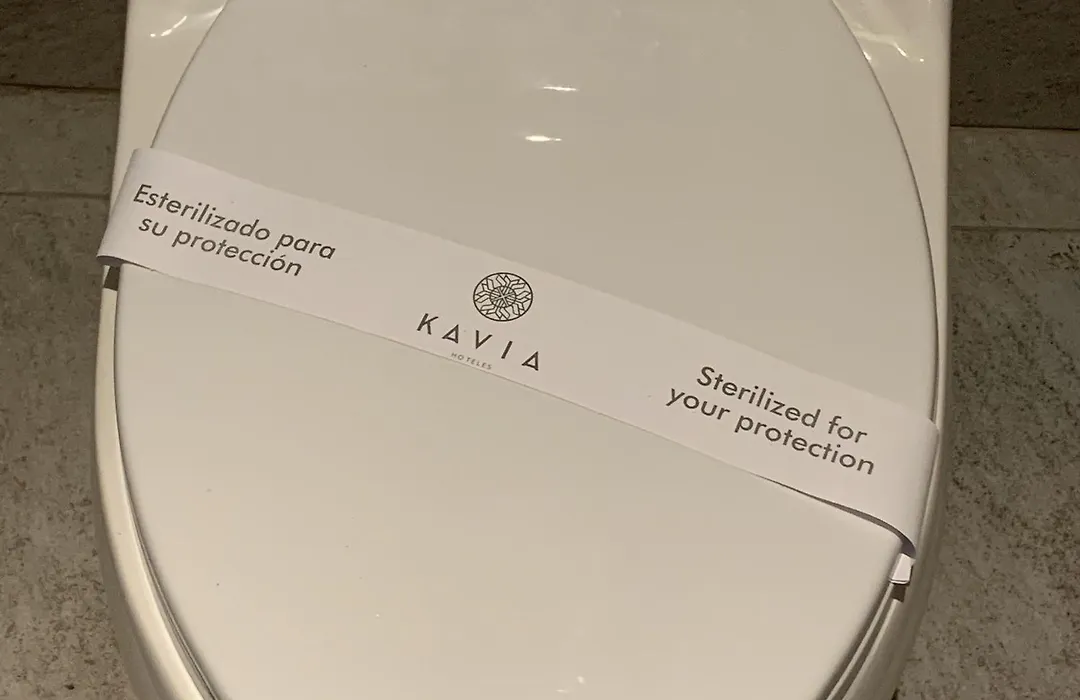 Esterilizado para
su protección
KAVIA
HOTELES
Sterilized for
your protection